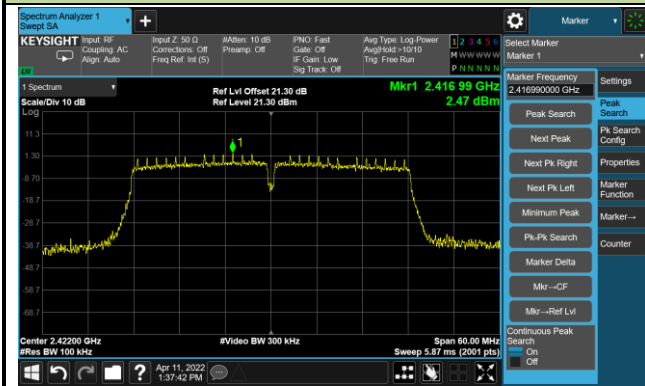 Spectrum Analyzer 1
Swept SA
+
Marker
KEYSIGHT
Input: RF
Coupling: AC
Align: Auto
Input Z: 50 Ω
Corrections: Off
Freq Ref: Int (S)
#Atten: 10 dB
Preamp: Off
PNO: Fast
Gate: Off
IF Gain: Low
Sig Track: Off
Avg Type: Log-Power
Avg|Hold:>10/10
Trig: Free Run
1 2 3 4 5 6
M W W W W W
P N N N N N
Select Marker
Marker 1
LXI
1 Spectrum
Scale/Div 10 dB
Log
Ref Lvl Offset 21.30 dB
Ref Level 21.30 dBm
Mkr1 2.416 99 GHz
2.47 dBm
11.3
1.30
-8.70
-18.7
-28.7
-38.7
-48.7
-58.7
-68.7
1
Center 2.42200 GHz
#Res BW 100 kHz
#Video BW 300 kHz
Span 60.00 MHz
Sweep 5.87 ms (2001 pts)
Marker Frequency
2.416990000 GHz
Peak Search
Next Peak
Next Pk Right
Next Pk Left
Minimum Peak
Pk-Pk Search
Marker Delta
Mkr→CF
Mkr→Ref Lvl
Continuous Peak
Search
On
Off
Settings
Peak
Search
Pk Search
Config
Properties
Marker
Function
Marker→
Counter
?
Apr 11, 2022
1:37:42 PM